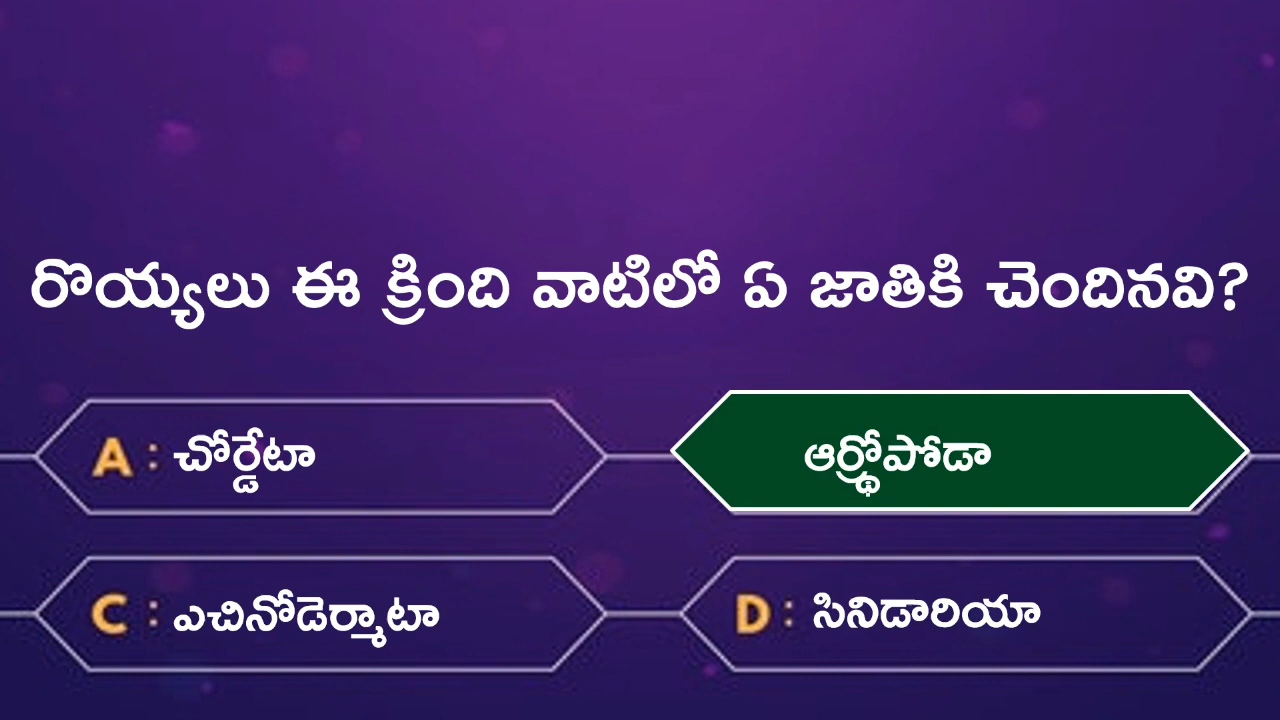 రొయ్యలు ఈ క్రింది వాటిలో ఏ జాతికి చెందినవి?
A : చోర్డేటా
ఆర్థ్రోపోడా
C : ఎచినోడెర్మాటా
D : సినిడారియా